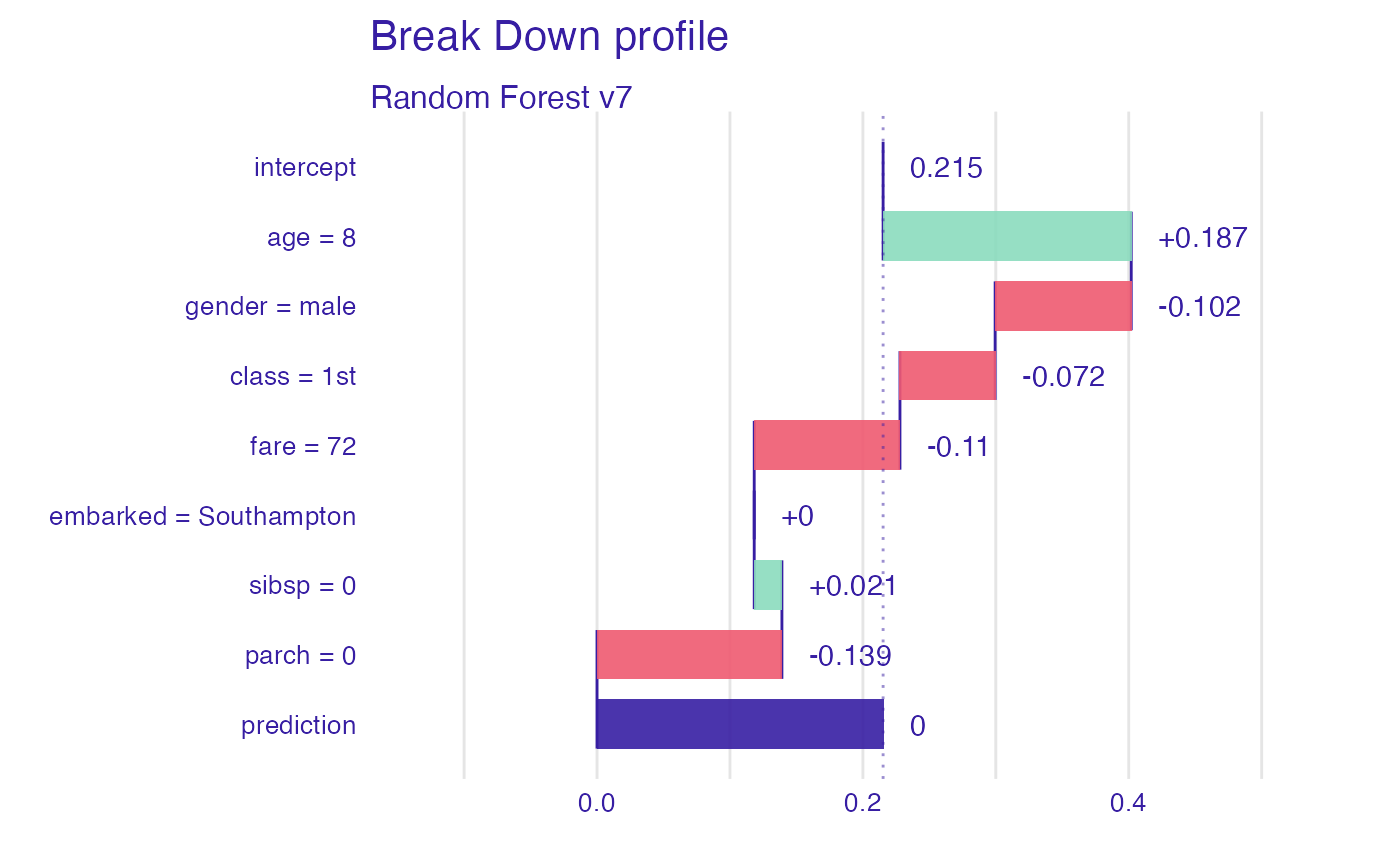 Break Down profile
Random Forest v7
intercept 0.215
age = 8 +0.187
gender = male -0.102
class = 1st -0.072
fare = 72 -0.11
embarked = Southampton +0
sibsp = 0 +0.021
parch = 0 -0.139
prediction 0
0.0 0.2 0.4